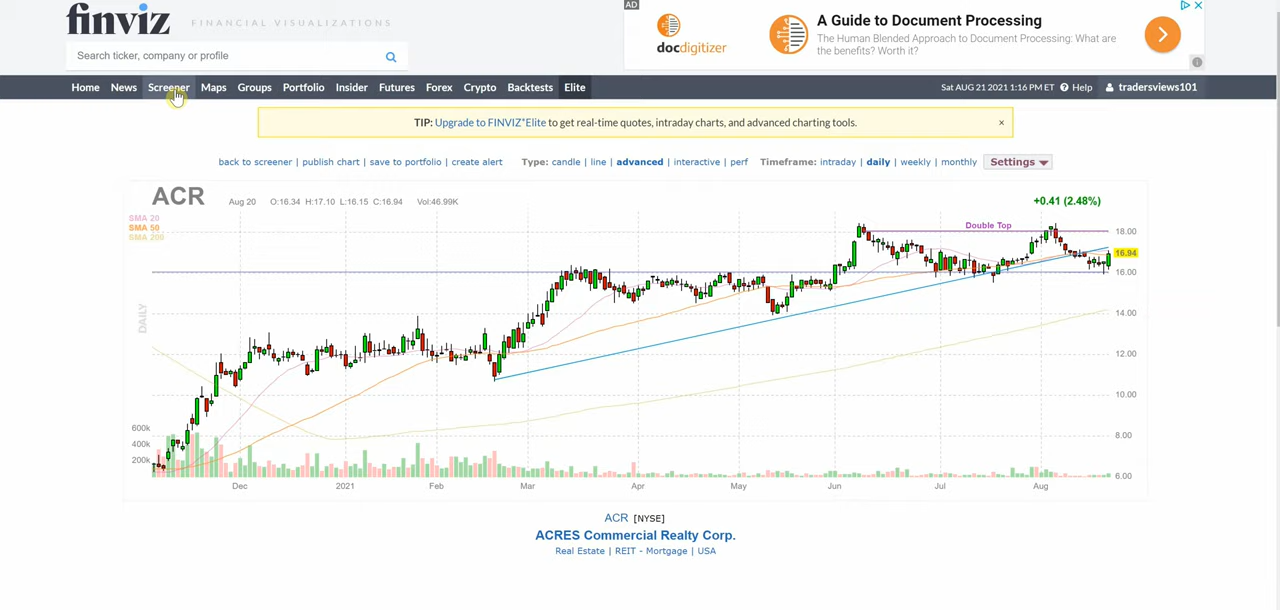 finviz FINANCIAL VISUALIZATIONS
Search ticker, company or profile
AD
docdigitizer
A Guide to Document Processing
The Human Blended Approach to Document Processing: What are
the benefits? Worth it?
Home News Screener Maps Groups Portfolio Insider Futures Forex Crypto Backtests Elite
Sat AUG 21 2021 1:16 PM ET Help tradersviews101
TIP: Upgrade to FINVIZ*Elite to get real-time quotes, intraday charts, and advanced charting tools. ×
back to screener | publish chart | save to portfolio | create alert Type: candle | line | advanced | interactive | perf Timeframe: intraday | daily | weekly | monthly Settings
ACR Aug 20 O:16.34 H:17.10 L:16.15 C:16.94 Vol:46.99K +0.41 (2.48%)
SMA 20
SMA 50
SMA 200
Double Top
18.00
16.94
16.00
14.00
12.00
10.00
8.00
6.00
DAILY
600k
400k
200k
Dec 2021 Feb Mar Apr May Jun Jul Aug
ACR [NYSE]
ACRES Commercial Realty Corp.
Real Estate | REIT - Mortgage | USA